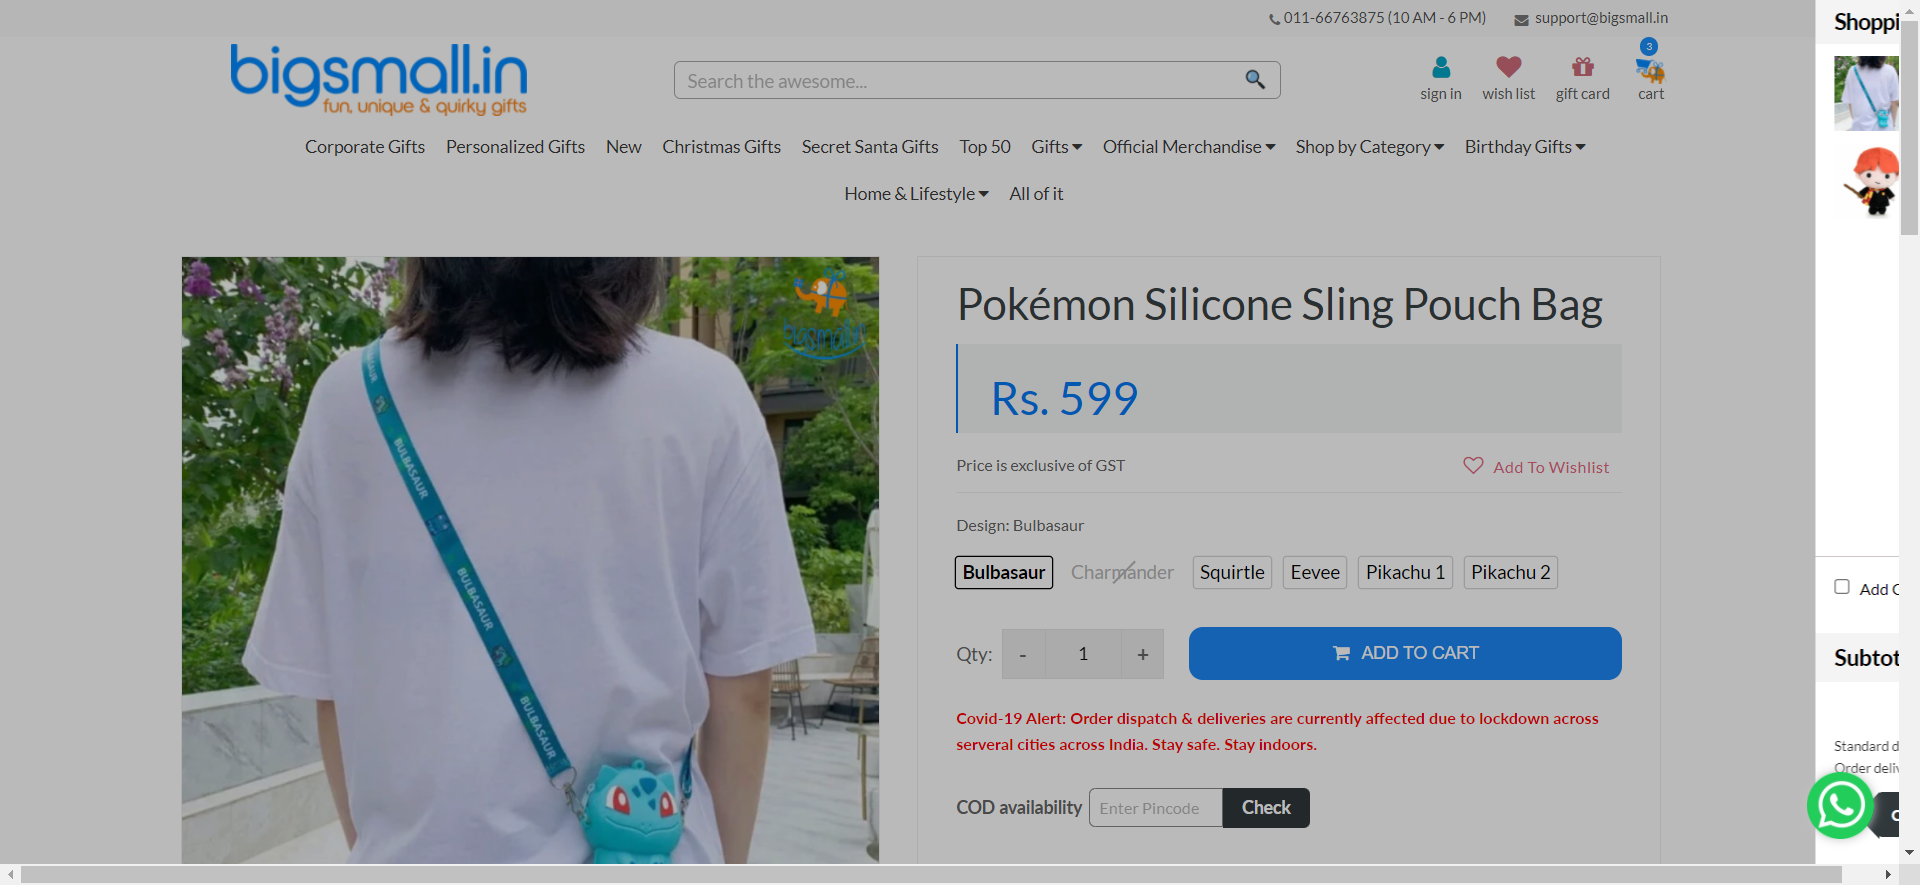 011-66763875 (10 AM - 6 PM) support@bigsmall.in
Shoppi
bigsmall.in
fun, unique & quirky gifts
Search the awesome...
3
sign in wish list gift card cart
Corporate Gifts Personalized Gifts New Christmas Gifts Secret Santa Gifts Top 50 Gifts Official Merchandise Shop by Category Birthday Gifts
Home & Lifestyle All of it
bigsmall.in
BULBASAUR
BULBASAUR
BULBASAUR
BULBASAUR
Pokémon Silicone Sling Pouch Bag
Rs. 599
Price is exclusive of GST Add To Wishlist
Design: Bulbasaur
Bulbasaur Charmander Squirtle Eevee Pikachu 1 Pikachu 2
Qty: - 1 + ADD TO CART
Covid-19 Alert: Order dispatch & deliveries are currently affected due to lockdown across
serveral cities across India. Stay safe. Stay indoors.
COD availability Enter Pincode Check
Add
Subtot
Standard d
Order deliv